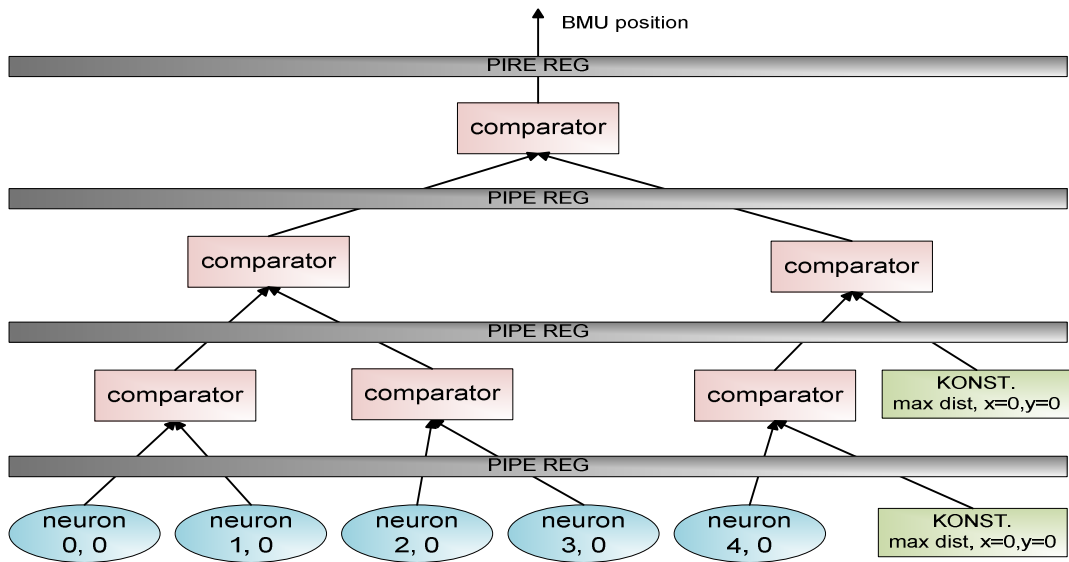 BMU position
PIRE REG
comparator
PIPE REG
comparator
comparator
PIPE REG
comparator
comparator
comparator
KONST.
max dist, x=0,y=0
PIPE REG
neuron
0, 0
neuron
1, 0
neuron
2, 0
neuron
3, 0
neuron
4, 0
KONST.
max dist, x=0,y=0